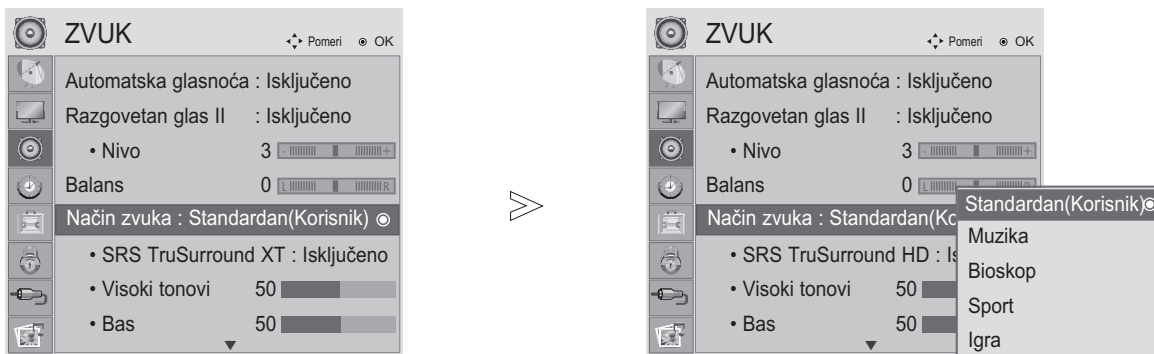 ZVUK
Pomeri OK
Automatska glasnoća : Isključeno
Razgovetan glas II : Isključeno
• Nivo 3 - +
Balans 0 L R
Način zvuka : Standardan(Korisnik)
• SRS TruSurround XT : Isključeno
• Visoki tonovi 50
• Bas 50
ZVUK
Pomeri OK
Automatska glasnoća : Isključeno
Razgovetan glas II : Isključeno
• Nivo 3 - +
Balans 0 L R
Način zvuka : Standardan(Ko
• SRS TruSurround HD : Is
• Visoki tonovi 50
• Bas 50
Standardan(Korisnik)
Muzika
Bioskop
Sport
Igra